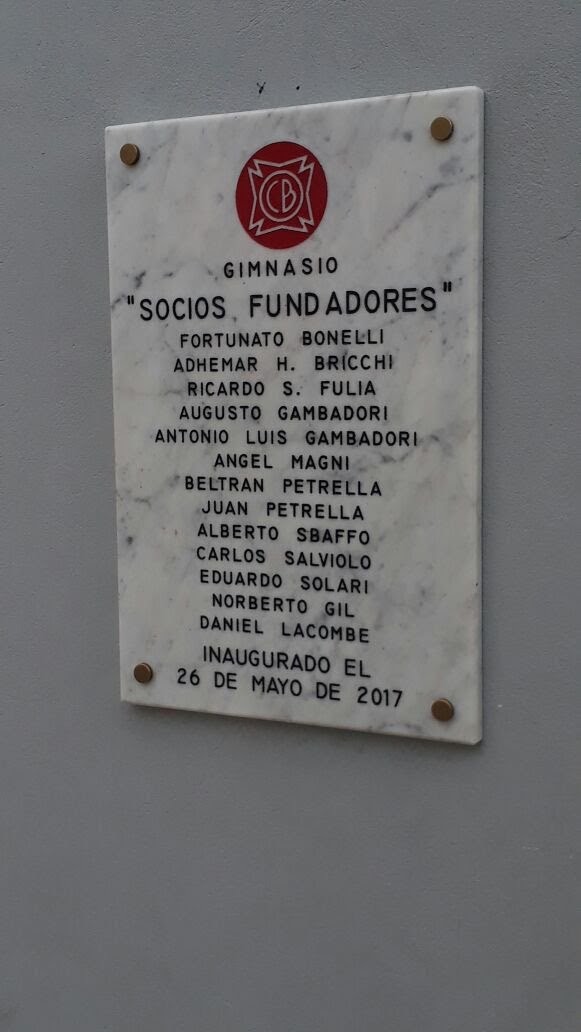 CB
GIMNASIO
"SOCIOS FUNDADORES"
FORTUNATO BONELLI
ADHEMAR H. BRICCHI
RICARDO S. FULIA
AUGUSTO GAMBADORI
ANTONIO LUIS GAMBADORI
ANGEL MAGNI
BELTRAN PETRELLA
JUAN PETRELLA
ALBERTO SBAFFO
CARLOS SALVIOLO
EDUARDO SOLARI
NORBERTO GIL
DANIEL LACOMBE
INAUGURADO EL
26 DE MAYO DE 2017